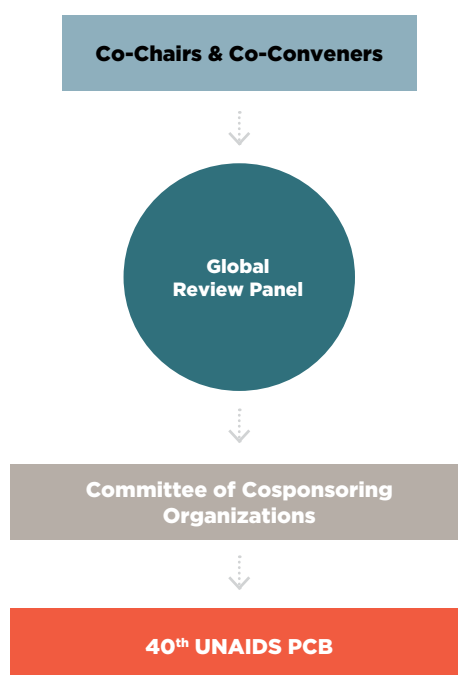 Co-Chairs & Co-Conveners
Global
Review Panel
Committee of Cosponsoring
Organizations
40th UNAIDS PCB